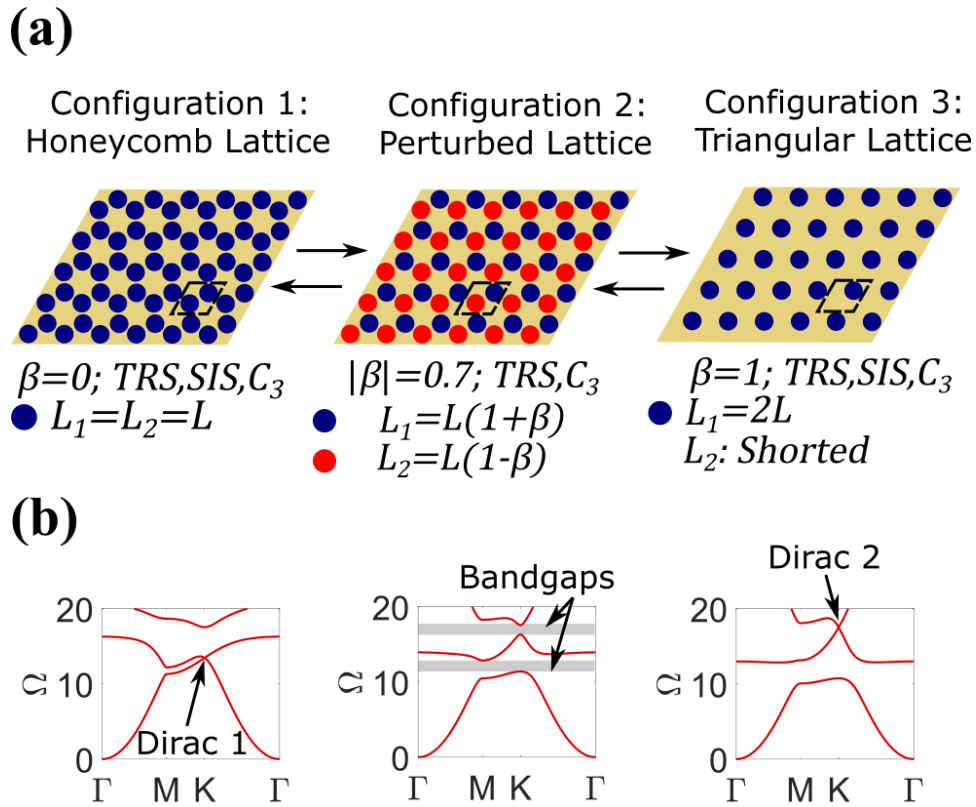 (a)
Configuration 1:
Honeycomb Lattice
Configuration 2:
Perturbed Lattice
Configuration 3:
Triangular Lattice
β=0; TRS,SIS,C₃
L₁=L₂=L
|β|=0.7; TRS,C₃
L₁=L(1+β)
L₂=L(1-β)
β=1; TRS,SIS,C₃
L₁=2L
L₂: Shorted
(b)
20
10
0
Ω
Γ M K Γ
Dirac 1
20
10
0
Ω
Γ M K Γ
Bandgaps
20
10
0
Ω
Γ M K Γ
Dirac 2